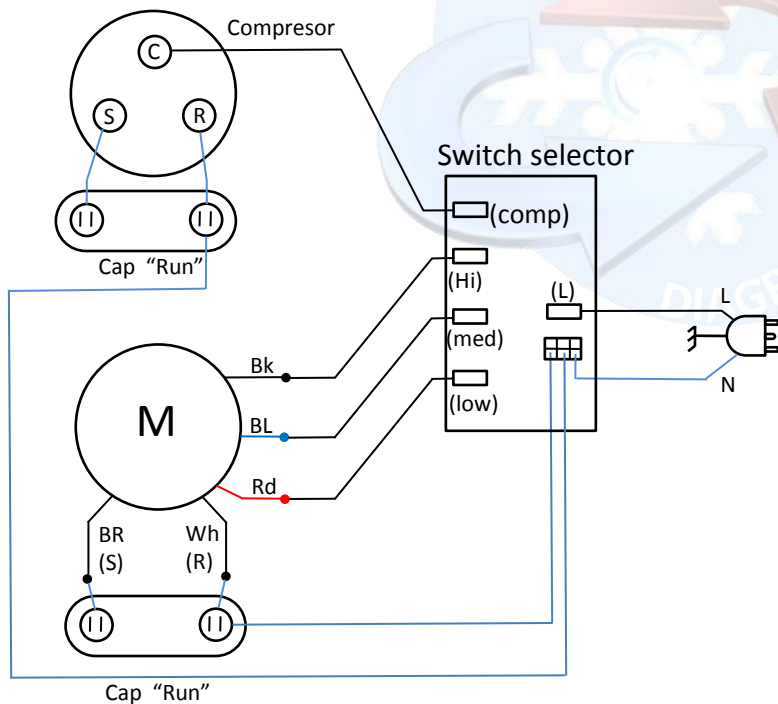 Compresor
C
S
R
Cap “Run”
Switch selector
(comp)
(Hi)
(L)
(med)
(low)
L
N
Bk
BL
Rd
M
BR
(S)
Wh
(R)
Cap “Run”